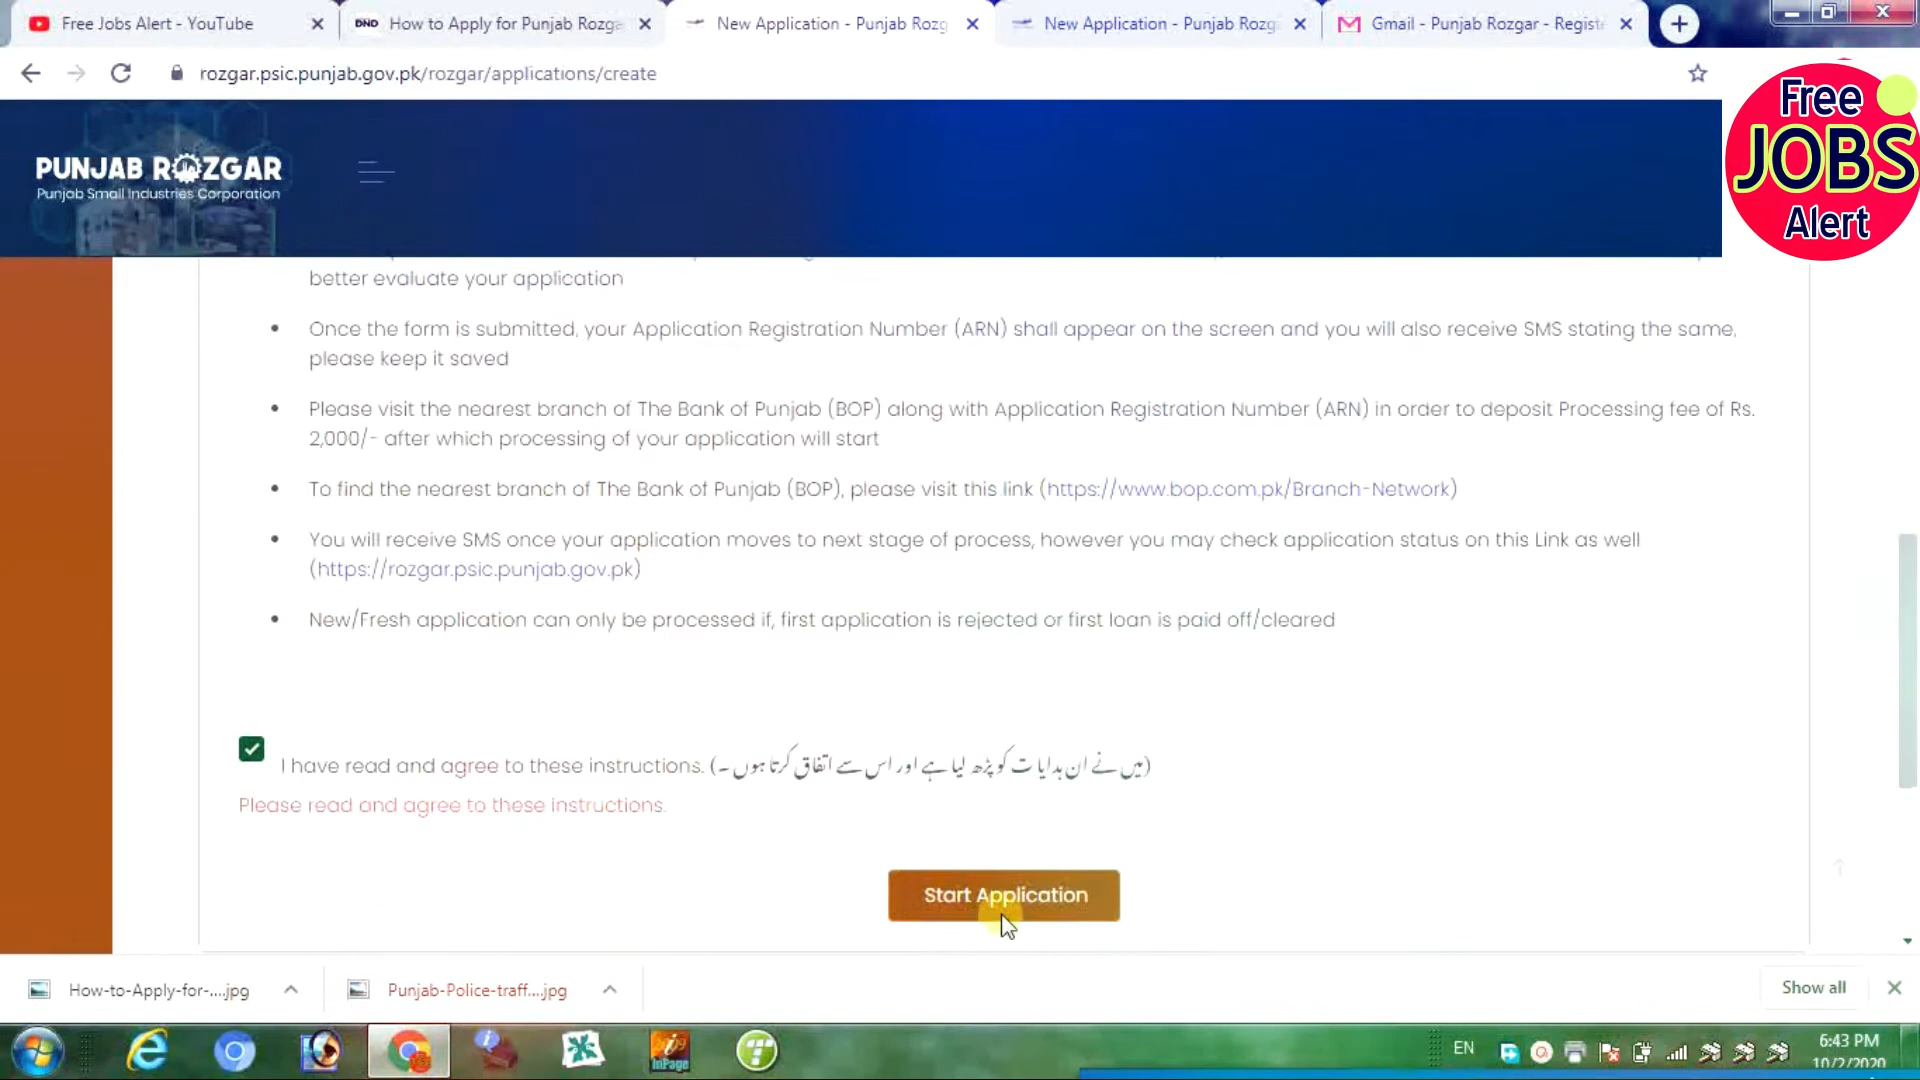 Free Jobs Alert - YouTube
How to Apply for Punjab Rozga
New Application - Punjab Rozg
New Application - Punjab Rozg
Gmail - Punjab Rozgar - Regist
rozgar.psic.punjab.gov.pk/rozgar/applications/create
Free
JOBS
Alert
PUNJAB ROZGAR
Punjab Small Industries Corporation
better evaluate your application
• Once the form is submitted, your Application Registration Number (ARN) shall appear on the screen and you will also receive SMS stating the same,
please keep it saved
• Please visit the nearest branch of The Bank of Punjab (BOP) along with Application Registration Number (ARN) in order to deposit Processing fee of Rs.
2,000/- after which processing of your application will start
• To find the nearest branch of The Bank of Punjab (BOP), please visit this link (https://www.bop.com.pk/Branch-Network)
• You will receive SMS once your application moves to next stage of process, however you may check application status on this Link as well
(https://rozgar.psic.punjab.gov.pk)
• New/Fresh application can only be processed if, first application is rejected or first loan is paid off/cleared
I have read and agree to these instructions. (میں نے ان ہدایا ت کو پڑھ لیا ہے اور اس سے اتفاق کرتا ہوں ۔)
Please read and agree to these instructions.
Start Application
How-to-Apply-for-....jpg
Punjab-Police-traff....jpg
Show all
InPage
EN
6:43 PM
10/2/2020